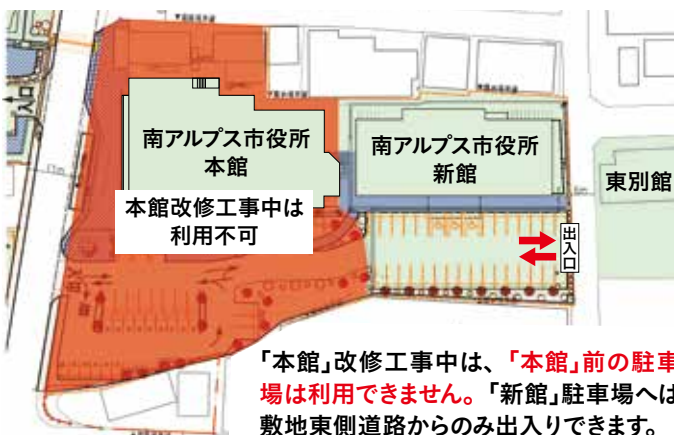 南アルプス市役所
本館
本館改修工事中は
利用不可
南アルプス市役所
新館
東別館
出入口
「本館」改修工事中は、「本館」前の駐車
場は利用できません。「新館」駐車場へは
敷地東側道路からのみ出入りできます。